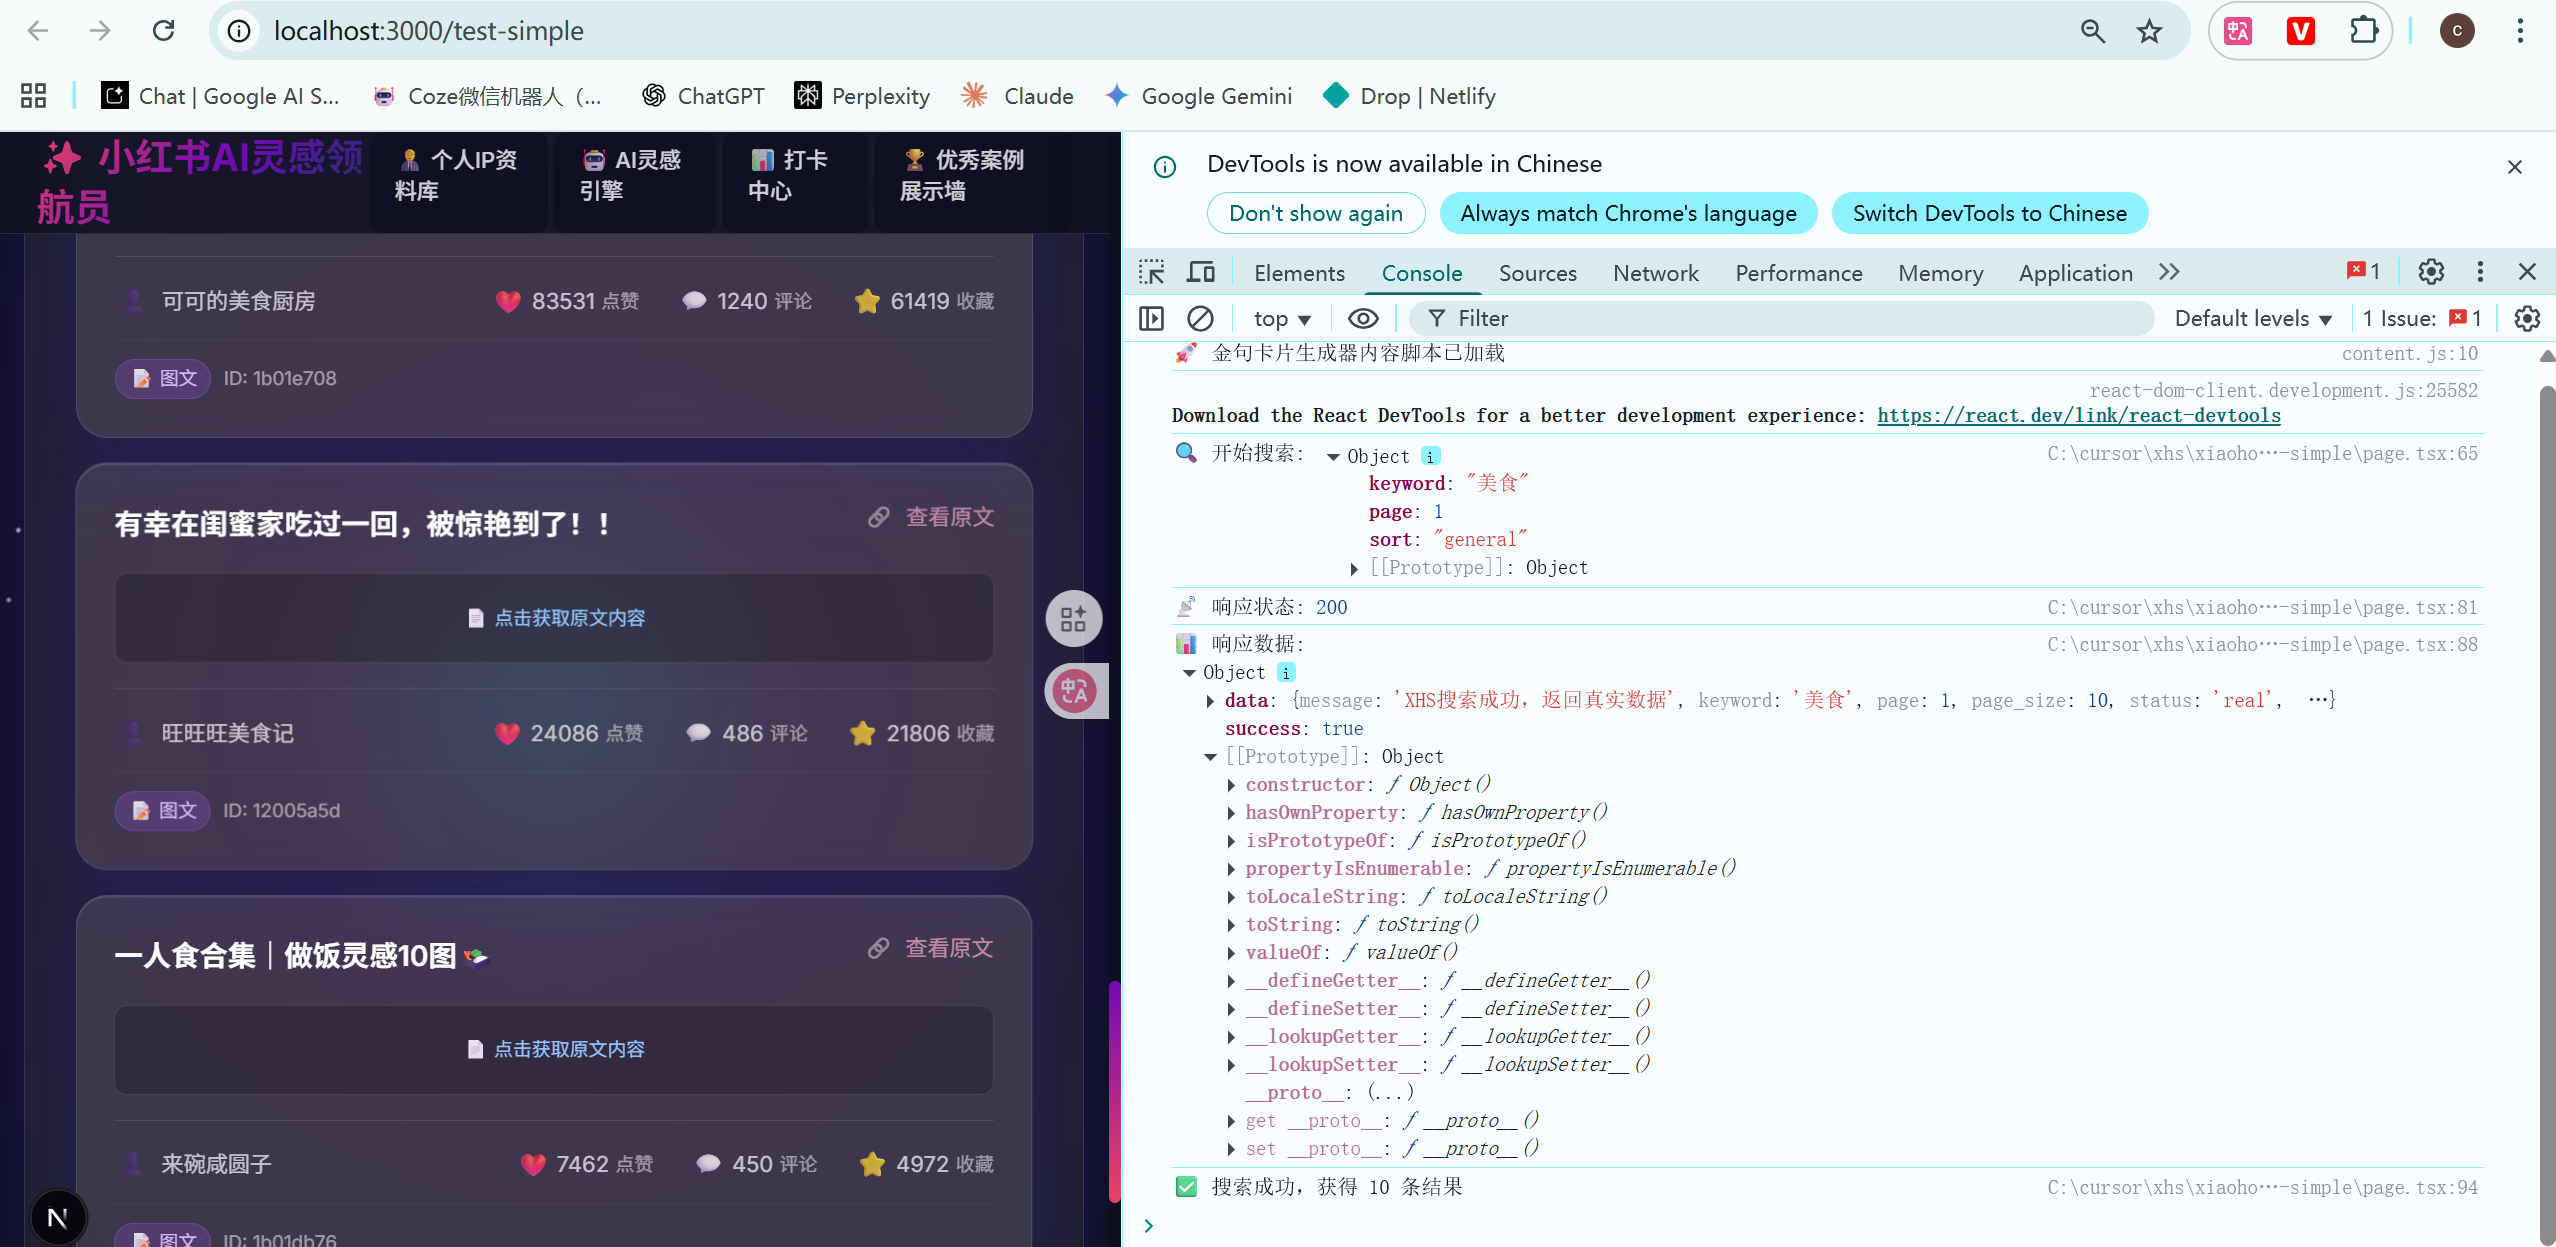 localhost:3000/test-simple
Chat | Google AI S...
Coze微信机器人（...
ChatGPT
Perplexity
Claude
Google Gemini
Drop | Netlify
小红书AI灵感领航员
个人IP资料库
AI灵感引擎
打卡中心
优秀案例展示墙
可可的美食厨房
83531 点赞
1240 评论
61419 收藏
图文
ID: 1b01e708
有幸在闺蜜家吃过一回，被惊艳到了！！
查看原文
点击获取原文内容
旺旺旺美食记
24086 点赞
486 评论
21806 收藏
图文
ID: 12005a5d
一人食合集｜做饭灵感10图
查看原文
点击获取原文内容
来碗咸圆子
7462 点赞
450 评论
4972 收藏
图文
ID: 1b01db76
DevTools is now available in Chinese
Don't show again
Always match Chrome's language
Switch DevTools to Chinese
Elements
Console
Sources
Network
Performance
Memory
Application
1
top
Filter
Default levels
1 Issue: 1
金句卡片生成器内容脚本已加载
content.js:10
react-dom-client.development.js:25582
Download the React DevTools for a better development experience: https://react.dev/link/react-devtools
开始搜索: Object
C:\cursor\xhs\xiaoho…-simple\page.tsx:65
keyword: "美食"
page: 1
sort: "general"
[[Prototype]]: Object
响应状态: 200
C:\cursor\xhs\xiaoho…-simple\page.tsx:81
响应数据:
C:\cursor\xhs\xiaoho…-simple\page.tsx:88
Object
data: {message: 'XHS搜索成功，返回真实数据', keyword: '美食', page: 1, page_size: 10, status: 'real', …}
success: true
[[Prototype]]: Object
constructor: ƒ Object()
hasOwnProperty: ƒ hasOwnProperty()
isPrototypeOf: ƒ isPrototypeOf()
propertyIsEnumerable: ƒ propertyIsEnumerable()
toLocaleString: ƒ toLocaleString()
toString: ƒ toString()
valueOf: ƒ valueOf()
__defineGetter__: ƒ __defineGetter__()
__defineSetter__: ƒ __defineSetter__()
__lookupGetter__: ƒ __lookupGetter__()
__lookupSetter__: ƒ __lookupSetter__()
__proto__: (...)
get __proto__: ƒ __proto__()
set __proto__: ƒ __proto__()
搜索成功，获得 10 条结果
C:\cursor\xhs\xiaoho…-simple\page.tsx:94